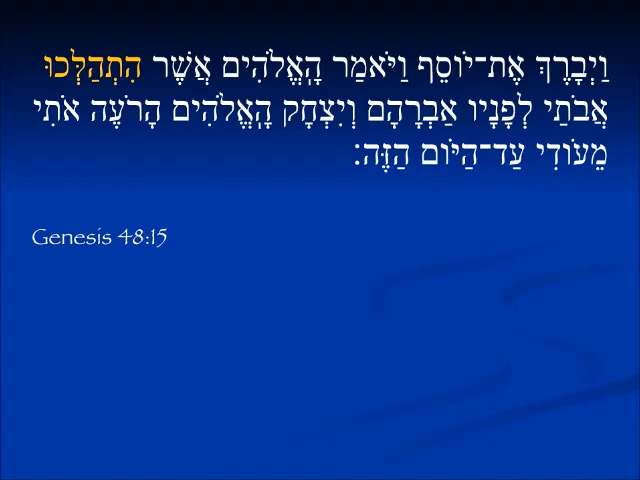 וַיְבָרֶךְ אֶת־יוֹסֵף וַיֹּאמַר הָאֱלֹהִים אֲשֶׁר הִתְהַלְּכוּ
אֲבֹתַי לְפָנָיו אַבְרָהָם וְיִצְחָק הָאֱלֹהִים הָרֹעֶה אֹתִי
מֵעוֹדִי עַד־הַיּוֹם הַזֶּה׃
Genesis 48:15